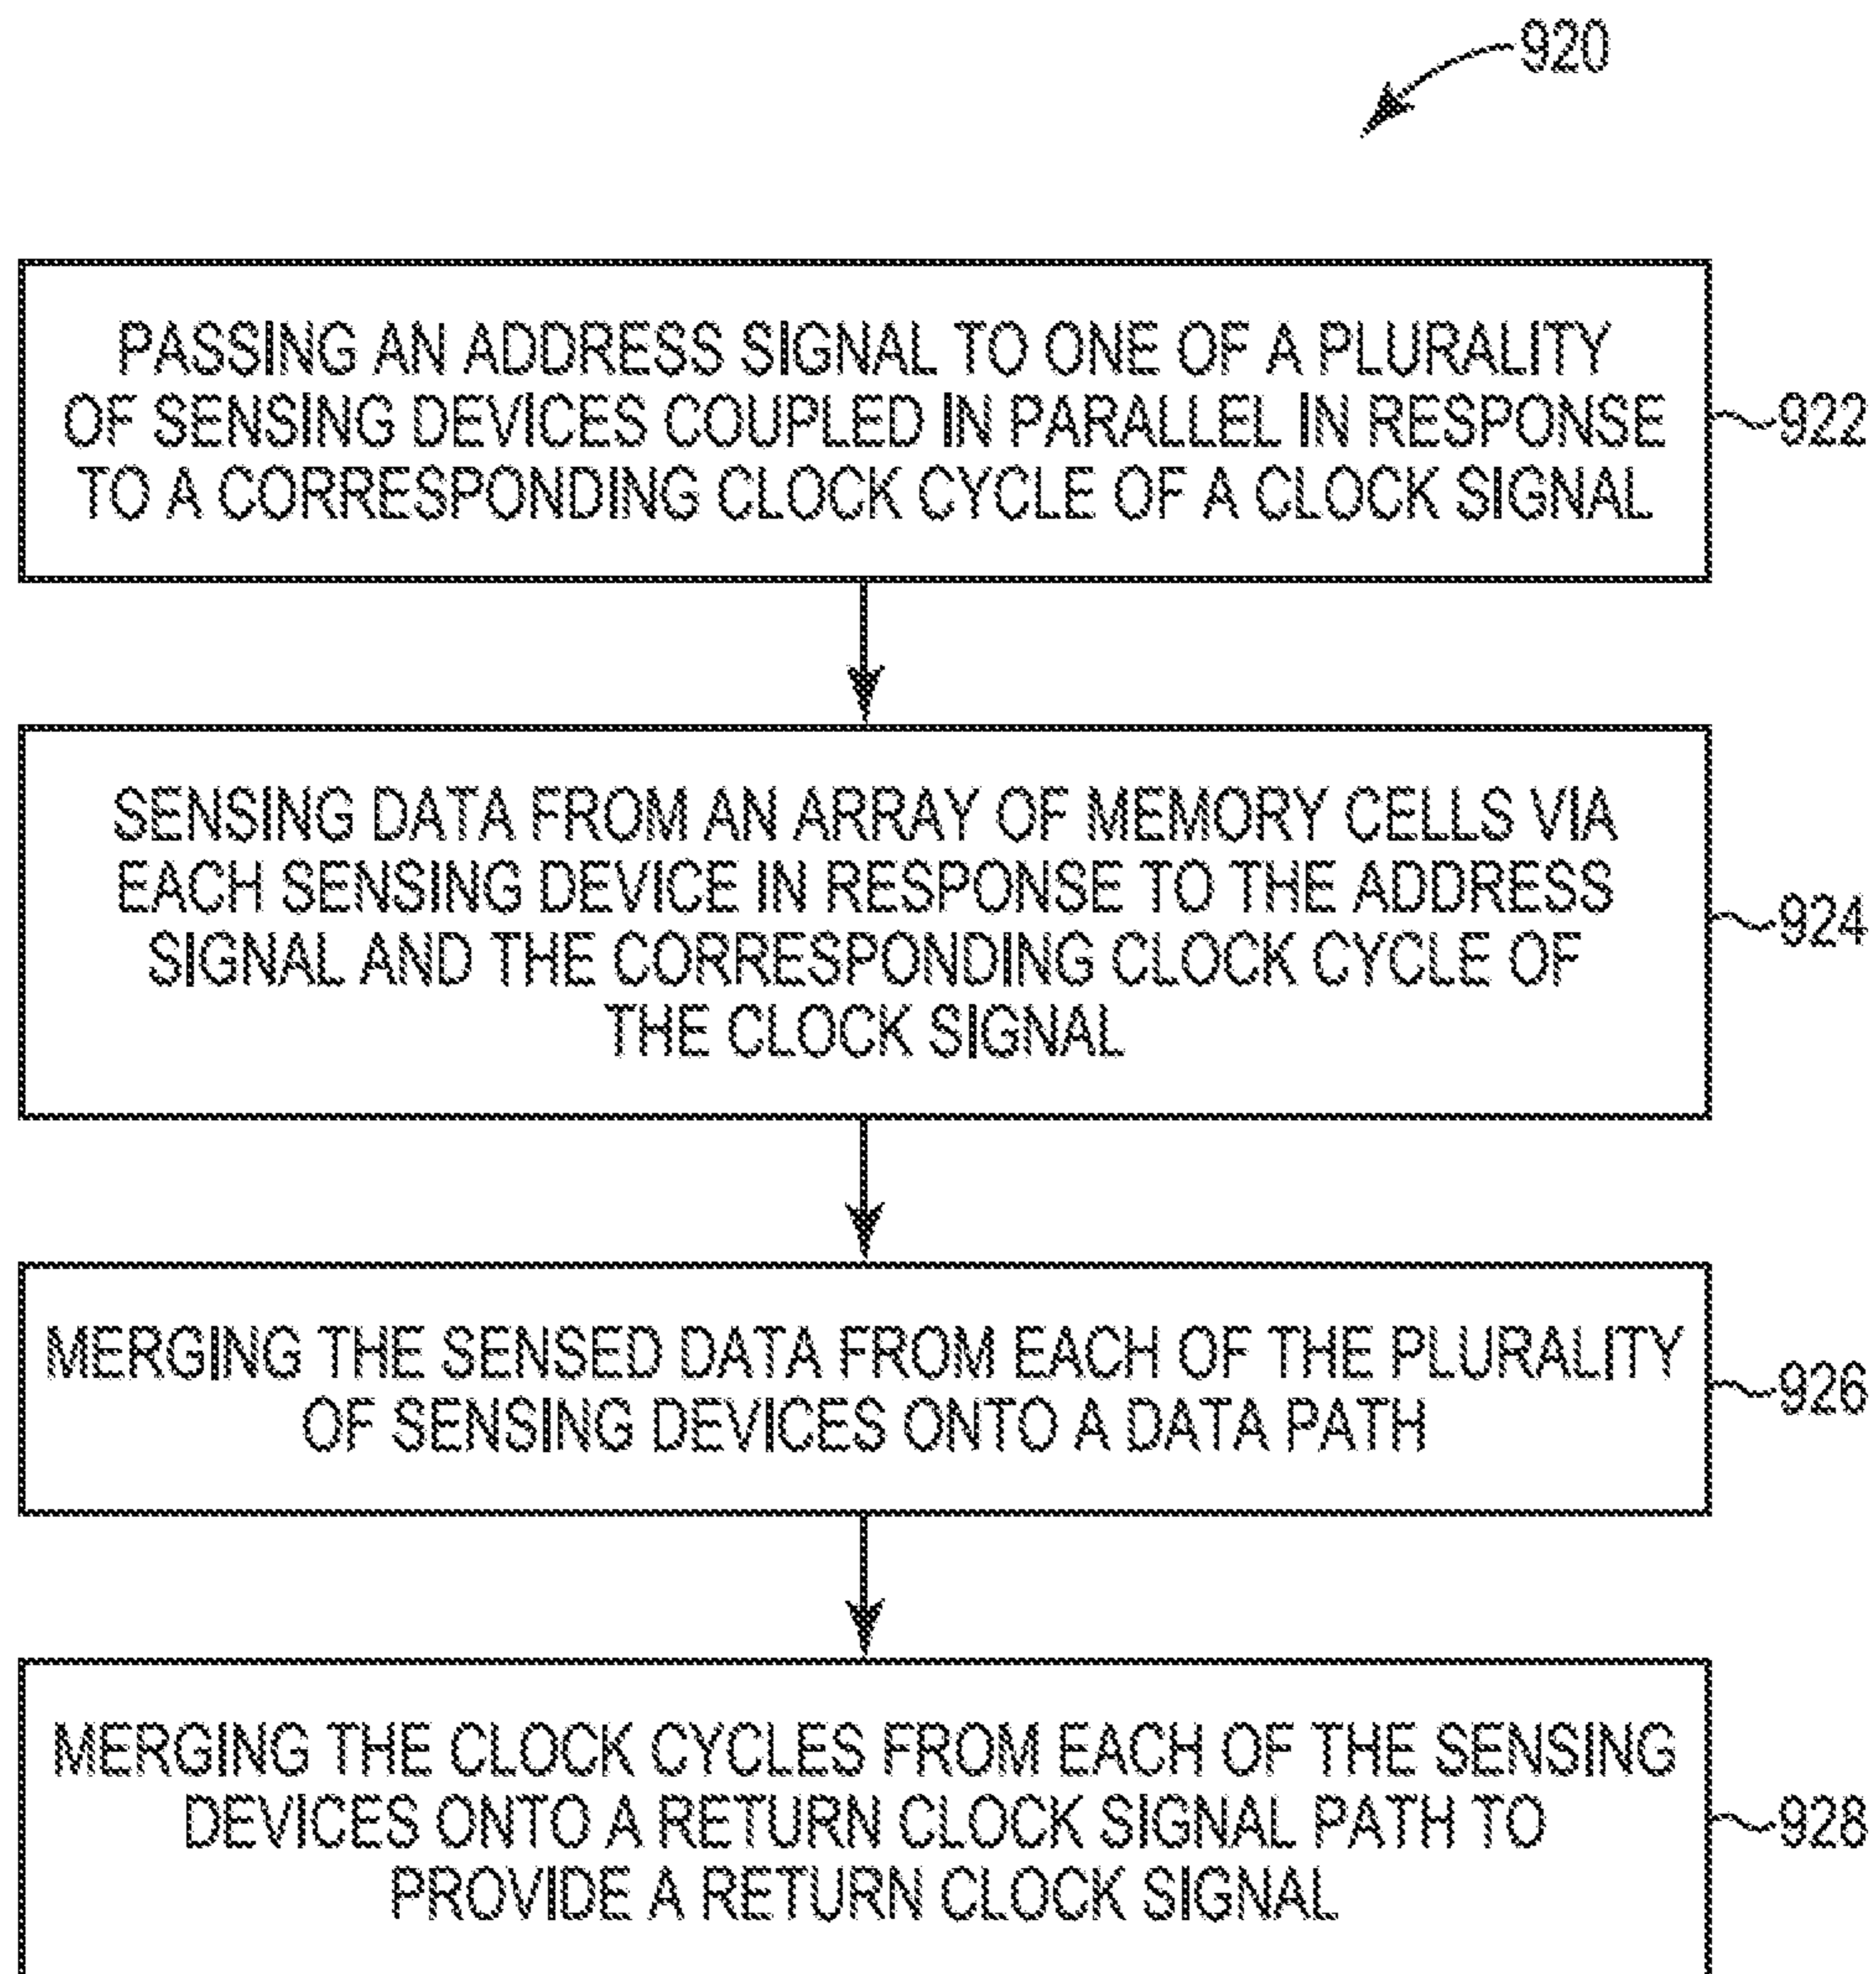 920
PASSING AN ADDRESS SIGNAL TO ONE OF A PLURALITY
OF SENSING DEVICES COUPLED IN PARALLEL IN RESPONSE
TO A CORRESPONDING CLOCK CYCLE OF A CLOCK SIGNAL
922
SENSING DATA FROM AN ARRAY OF MEMORY CELLS VIA
EACH SENSING DEVICE IN RESPONSE TO THE ADDRESS
SIGNAL AND THE CORRESPONDING CLOCK CYCLE OF
THE CLOCK SIGNAL
924
MERGING THE SENSED DATA FROM EACH OF THE PLURALITY
OF SENSING DEVICES ONTO A DATA PATH
926
MERGING THE CLOCK CYCLES FROM EACH OF THE SENSING
DEVICES ONTO A RETURN CLOCK SIGNAL PATH TO
PROVIDE A RETURN CLOCK SIGNAL
928